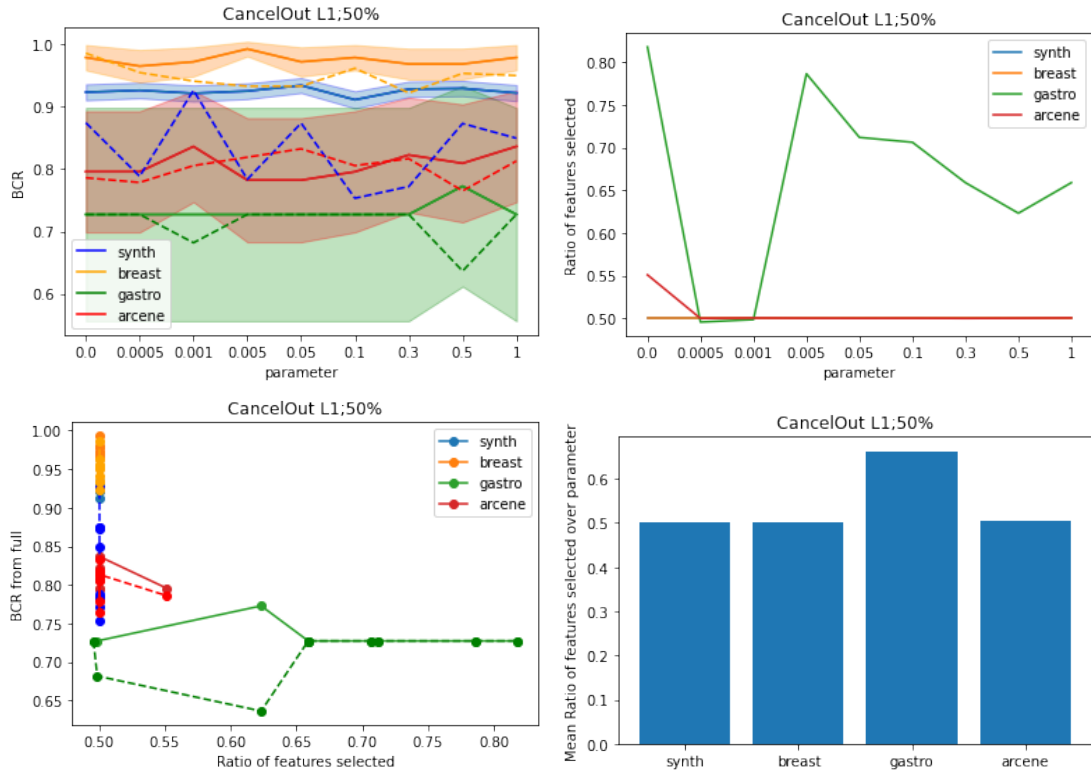 CancelOut L1;50%
1.0
0.9
0.8
0.7
0.6
BCR
synth
breast
gastro
arcene
0.0 0.0005 0.001 0.005 0.05 0.1 0.3 0.5 1
parameter
CancelOut L1;50%
0.80
0.75
0.70
0.65
0.60
0.55
0.50
Ratio of features selected
synth
breast
gastro
arcene
0.0 0.0005 0.001 0.005 0.05 0.1 0.3 0.5 1
parameter
CancelOut L1;50%
1.00
0.95
0.90
0.85
0.80
0.75
0.70
0.65
BCR from full
synth
breast
gastro
arcene
0.50 0.55 0.60 0.65 0.70 0.75 0.80
Ratio of features selected
CancelOut L1;50%
0.6
0.5
0.4
0.3
0.2
0.1
0.0
Mean Ratio of features selected over parameter
synth breast gastro arcene